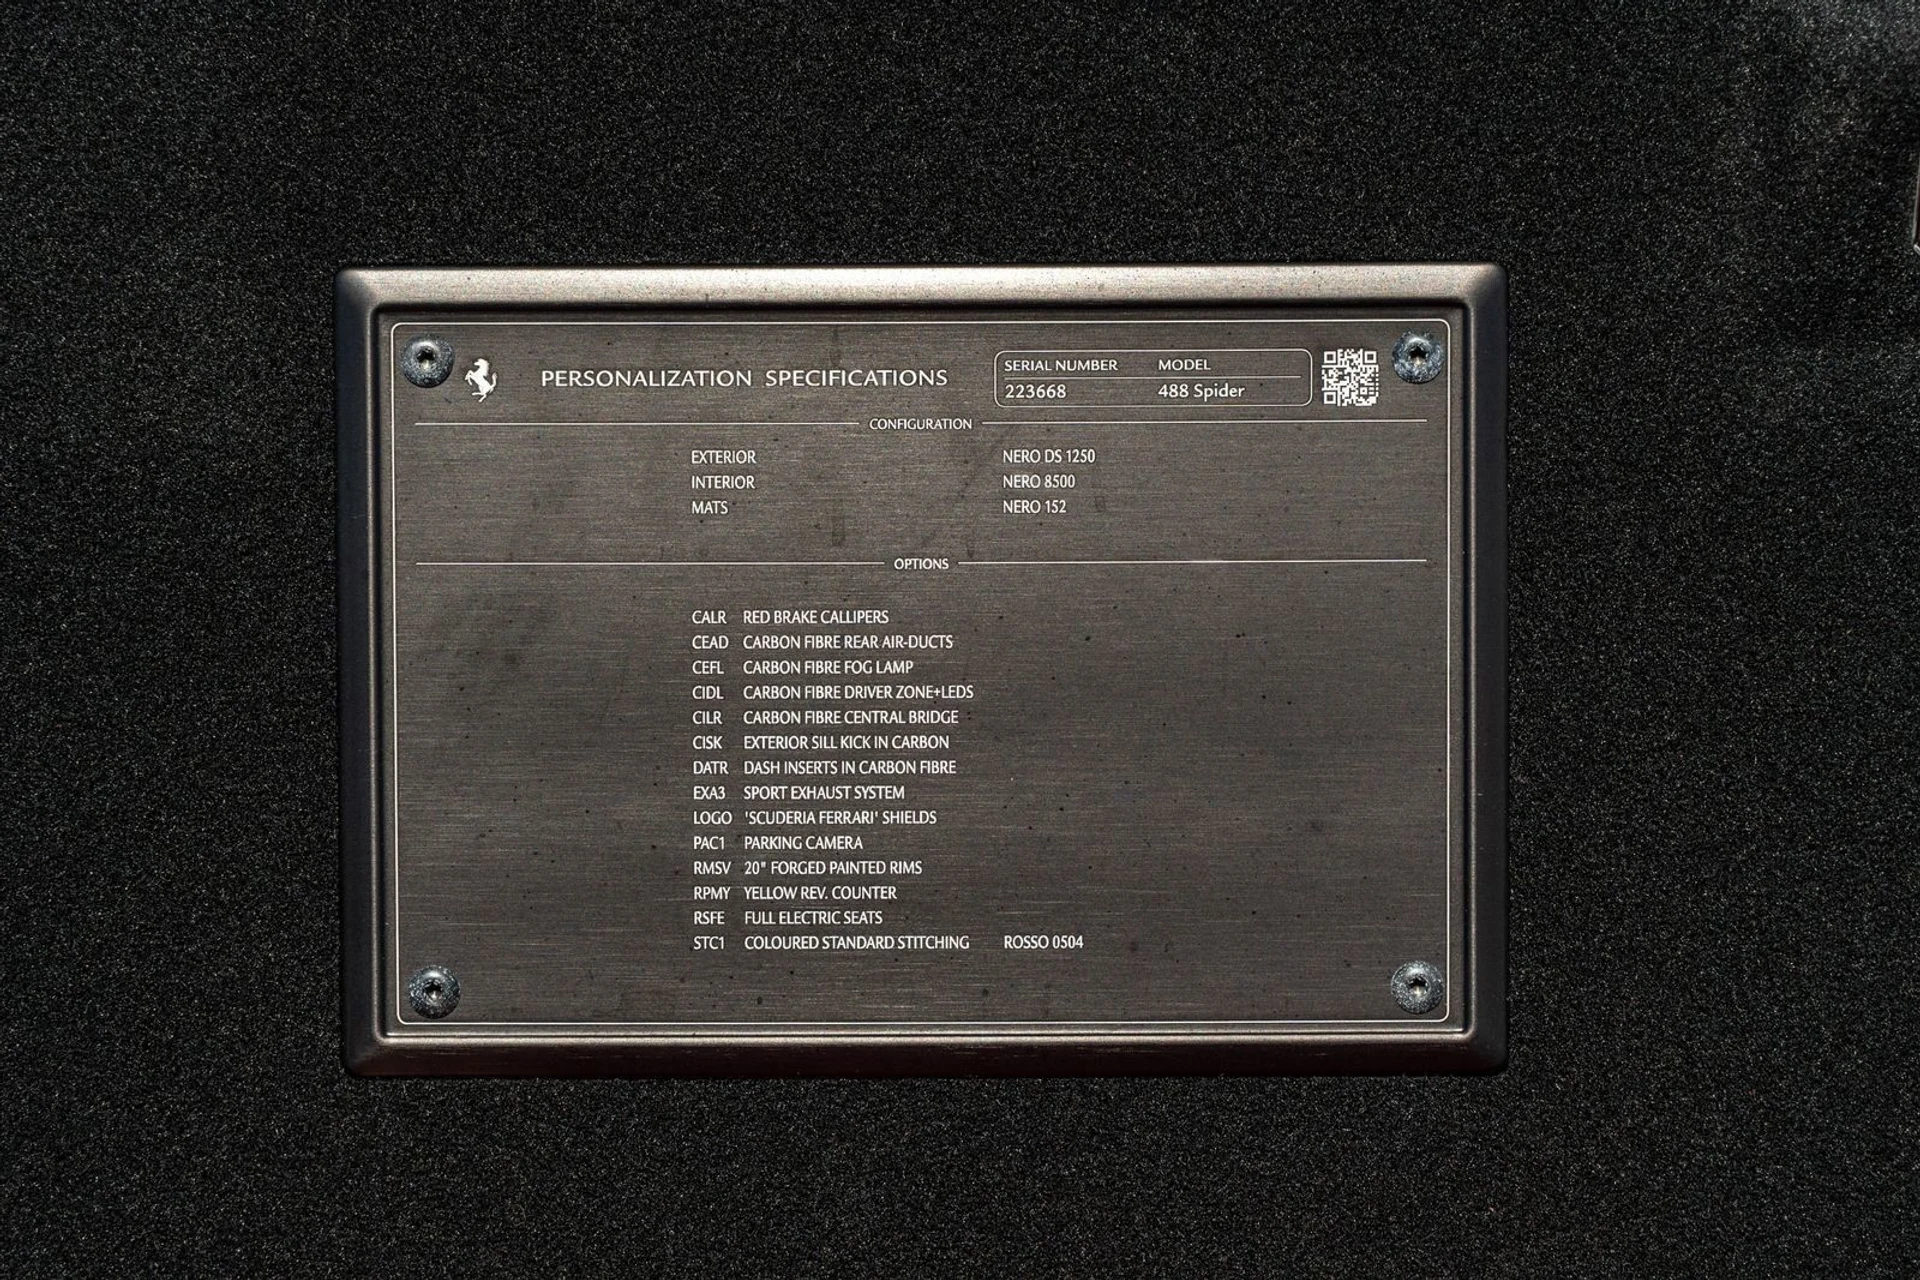 PERSONALIZATION SPECIFICATIONS
SERIAL NUMBER MODEL
223668 488 Spider
CONFIGURATION
EXTERIOR NERO DS 1250
INTERIOR NERO 8500
MATS NERO 152
OPTIONS
CALR RED BRAKE CALLIPERS
CEAD CARBON FIBRE REAR AIR-DUCTS
CEFL CARBON FIBRE FOG LAMP
CIDL CARBON FIBRE DRIVER ZONE+LEDS
CILR CARBON FIBRE CENTRAL BRIDGE
CISK EXTERIOR SILL KICK IN CARBON
DATR DASH INSERTS IN CARBON FIBRE
EXA3 SPORT EXHAUST SYSTEM
LOGO 'SCUDERIA FERRARI' SHIELDS
PAC1 PARKING CAMERA
RMSV 20" FORGED PAINTED RIMS
RPMY YELLOW REV. COUNTER
RSFE FULL ELECTRIC SEATS
STC1 COLOURED STANDARD STITCHING ROSSO 0504